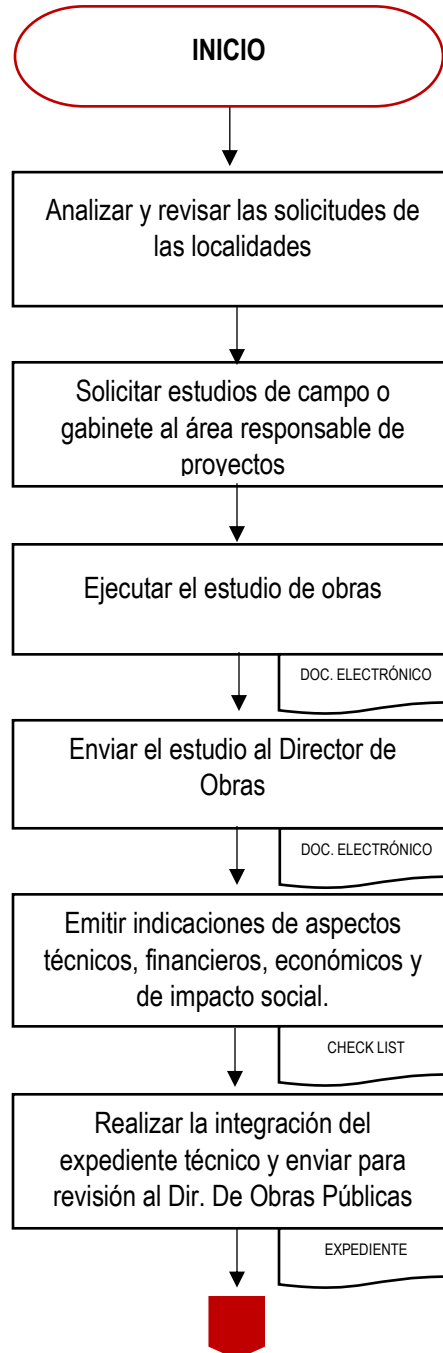 INICIO
Analizar y revisar las solicitudes de
las localidades
Solicitar estudios de campo o
gabinete al área responsable de
proyectos
Ejecutar el estudio de obras
DOC. ELECTRÓNICO
Enviar el estudio al Director de
Obras
DOC. ELECTRÓNICO
Emitir indicaciones de aspectos
técnicos, financieros, económicos y
de impacto social.
CHECK LIST
Realizar la integración del
expediente técnico y enviar para
revisión al Dir. De Obras Públicas
EXPEDIENTE